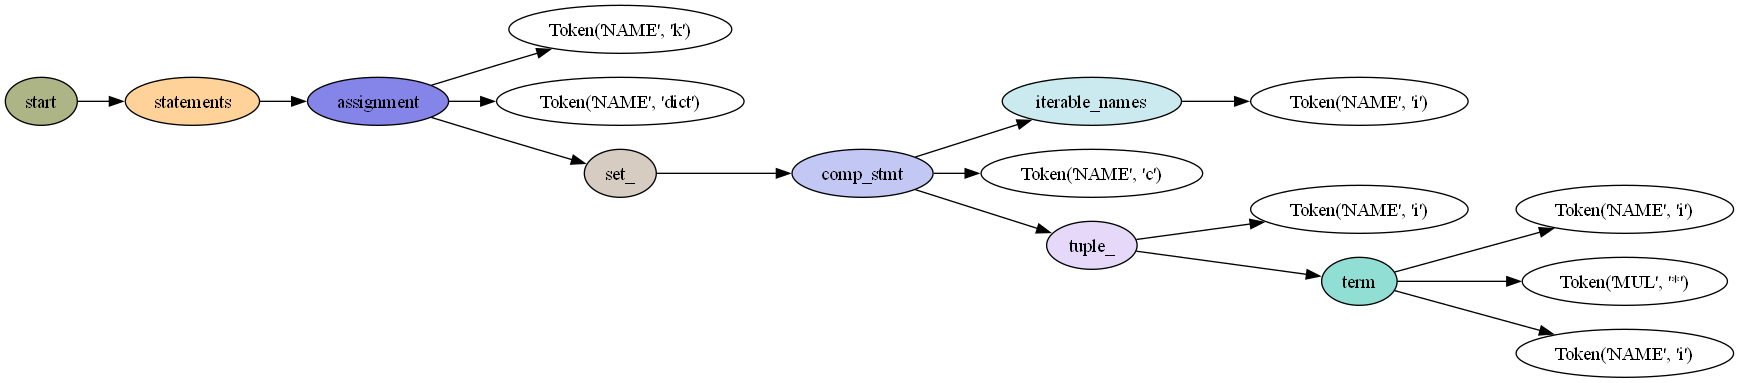 Token('NAME', 'k')
start
statements
assignment
Token('NAME', 'dict')
iterable_names
Token('NAME', 'i')
set_
comp_stmt
Token('NAME', 'c')
Token('NAME', 'i')
Token('NAME', 'i')
tuple_
term
Token('MUL', '*')
Token('NAME', 'i')